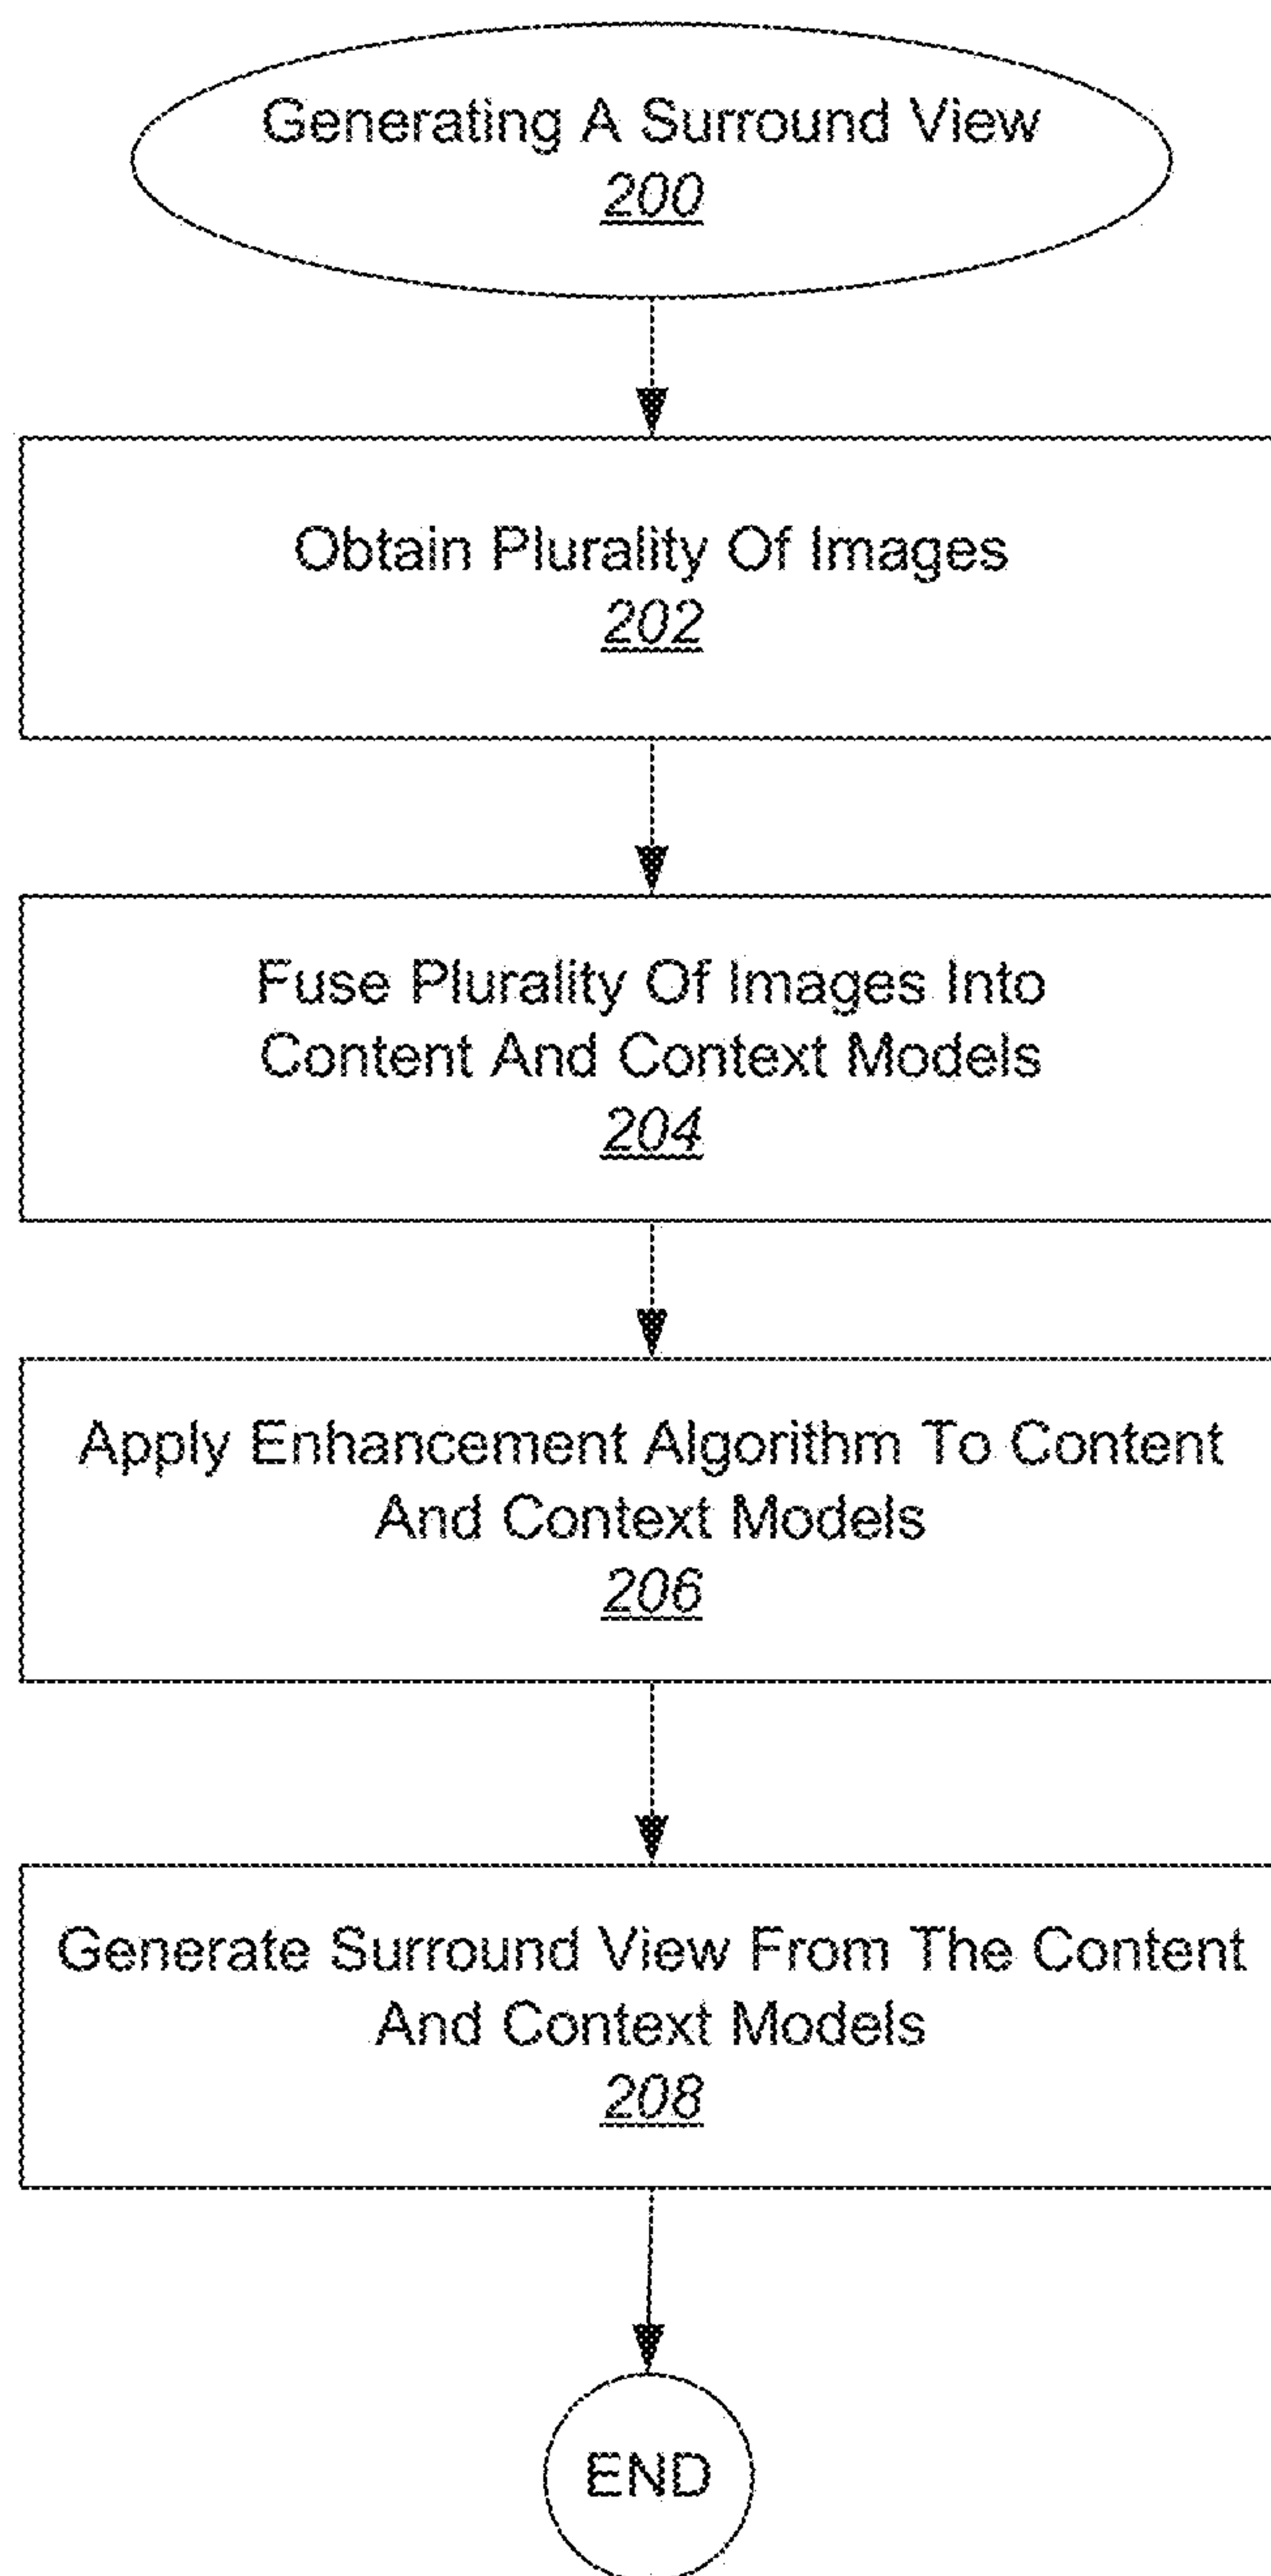 Generating A Surround View
200
Obtain Plurality Of Images
202
Fuse Plurality Of Images Into
Content And Context Models
204
Apply Enhancement Algorithm To Content
And Context Models
206
Generate Surround View From The Content
And Context Models
208
END